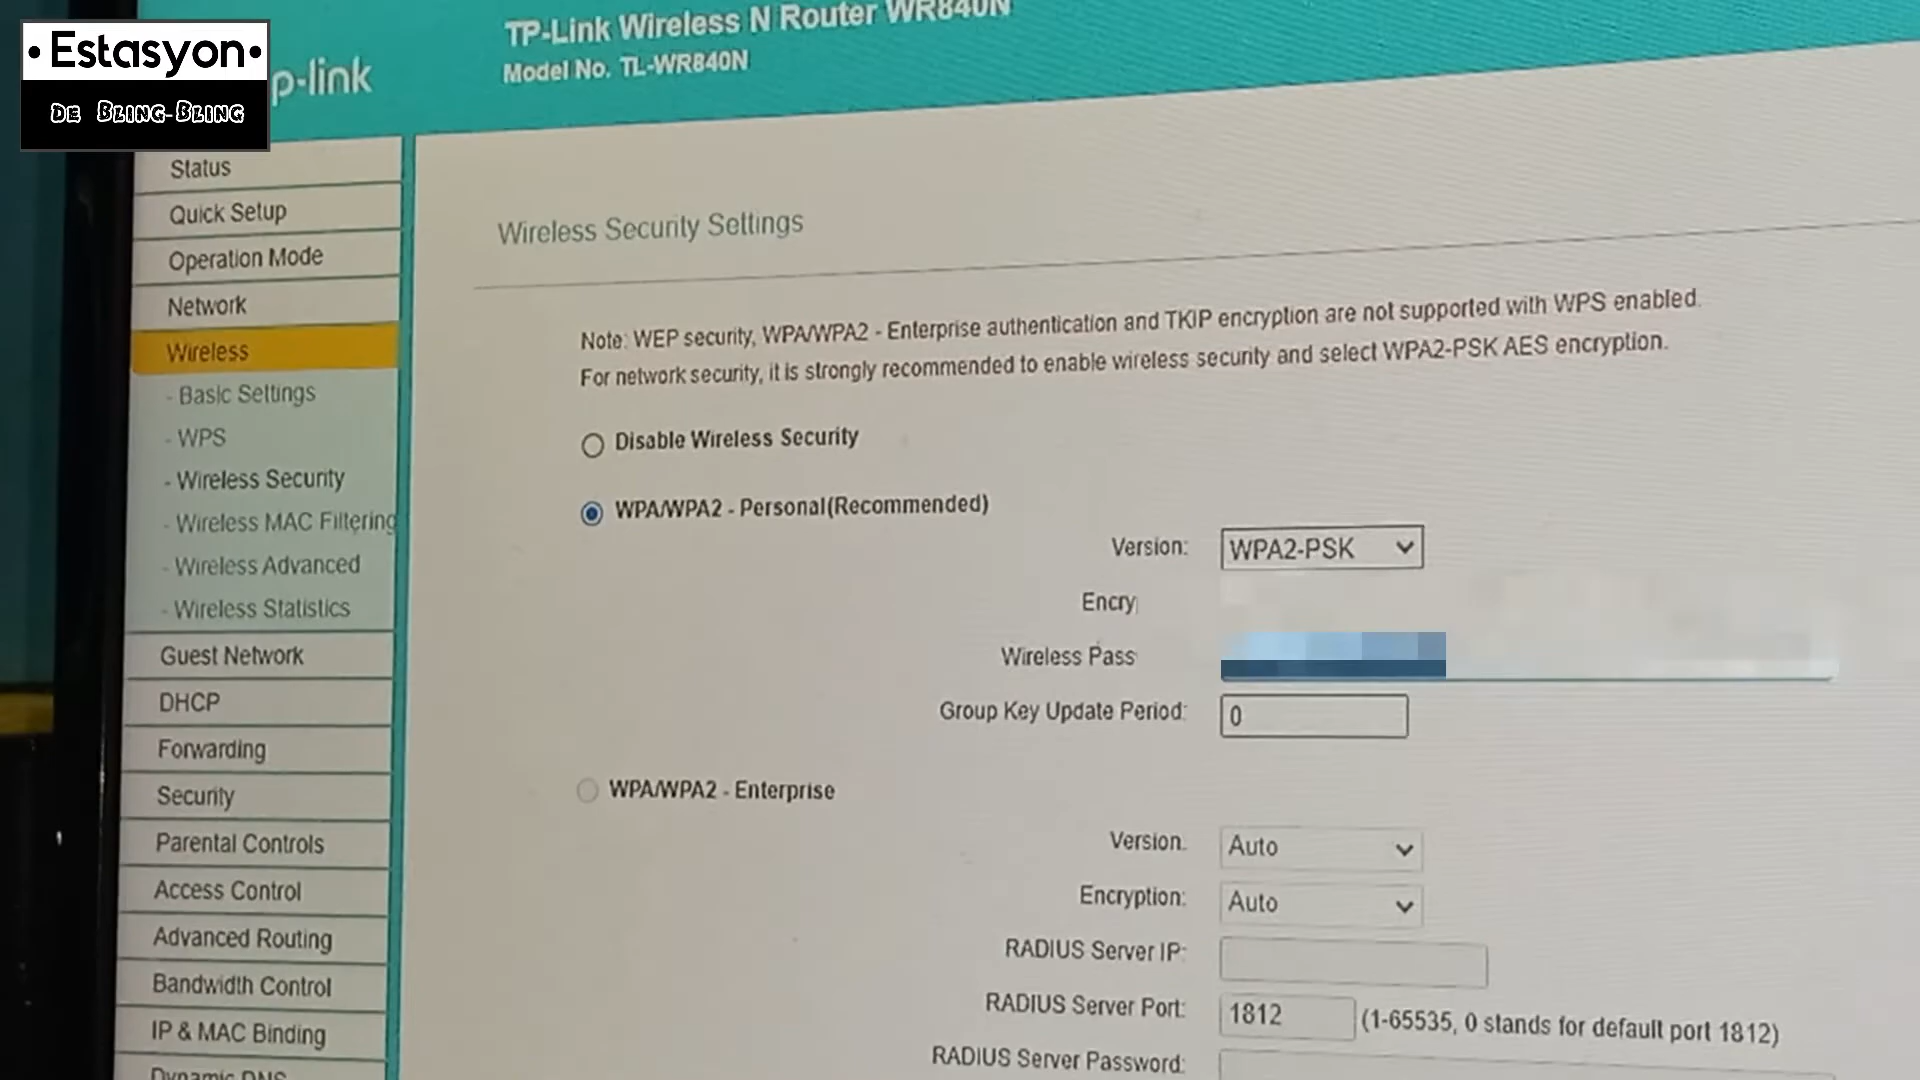 • Estasyon •
DE BLING-BLING
p-link
TP-Link Wireless N Router WR840N
Model No. TL-WR840N
Status
Quick Setup
Operation Mode
Network
Wireless
- Basic Settings
- WPS
- Wireless Security
- Wireless MAC Filtering
- Wireless Advanced
- Wireless Statistics
Guest Network
DHCP
Forwarding
Security
Parental Controls
Access Control
Advanced Routing
Bandwidth Control
IP & MAC Binding
Dynamic DNS
Wireless Security Settings
Note: WEP security, WPA/WPA2 - Enterprise authentication and TKIP encryption are not supported with WPS enabled.
For network security, it is strongly recommended to enable wireless security and select WPA2-PSK AES encryption.
Disable Wireless Security
WPA/WPA2 - Personal(Recommended)
Version: WPA2-PSK
Encry
Wireless Pass
Group Key Update Period: 0
WPA/WPA2 - Enterprise
Version: Auto
Encryption: Auto
RADIUS Server IP:
RADIUS Server Port: 1812 (1-65535, 0 stands for default port 1812)
RADIUS Server Password: